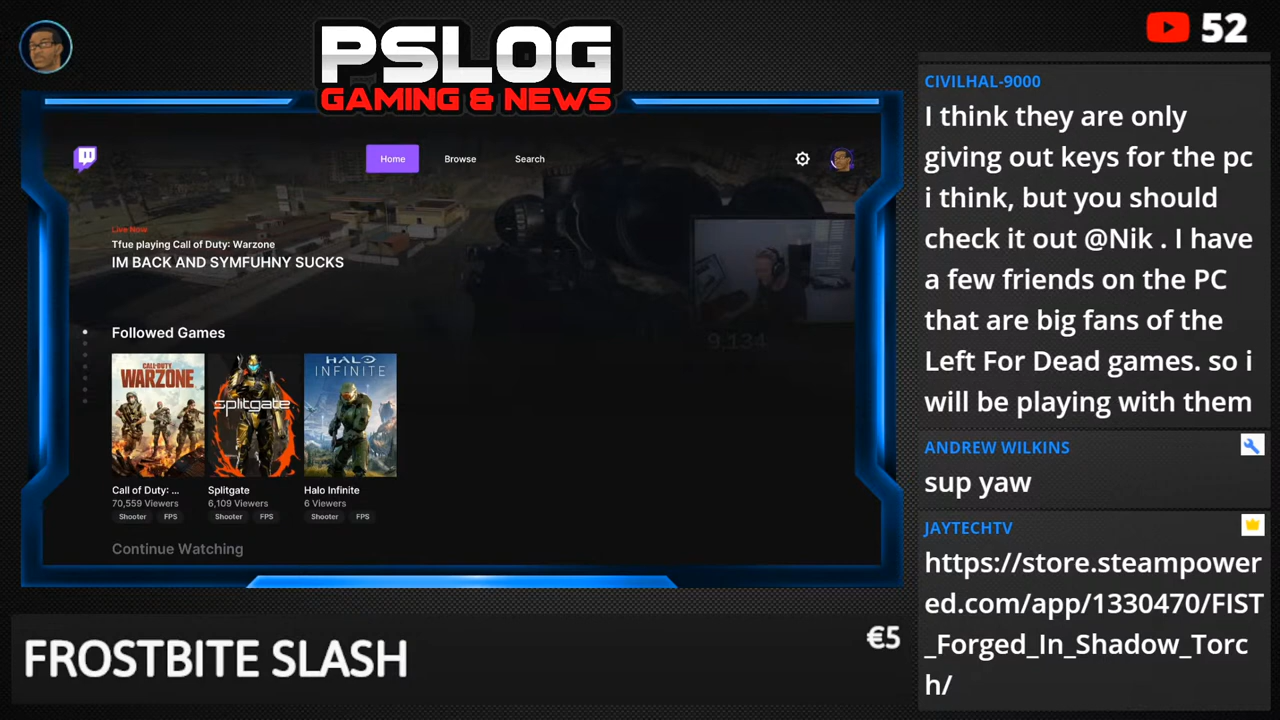 PSLOG
GAMING & NEWS
52
Home
Browse
Search
Live Now
Tfue playing Call of Duty: Warzone
IM BACK AND SYMFUHNY SUCKS
9,134
Followed Games
CALL OF DUTY
WARZONE
splitgate
HALO
INFINITE
Call of Duty: ...
70,559 Viewers
Shooter FPS
Splitgate
6,109 Viewers
Shooter FPS
Halo Infinite
6 Viewers
Shooter FPS
Continue Watching
FROSTBITE SLASH
€5
CIVILHAL-9000
I think they are only
giving out keys for the pc
i think, but you should
check it out @Nik . I have
a few friends on the PC
that are big fans of the
Left For Dead games. so i
will be playing with them
ANDREW WILKINS
sup yaw
JAYTECHTV
https://store.steampower
ed.com/app/1330470/FIST
_Forged_In_Shadow_Torc
h/